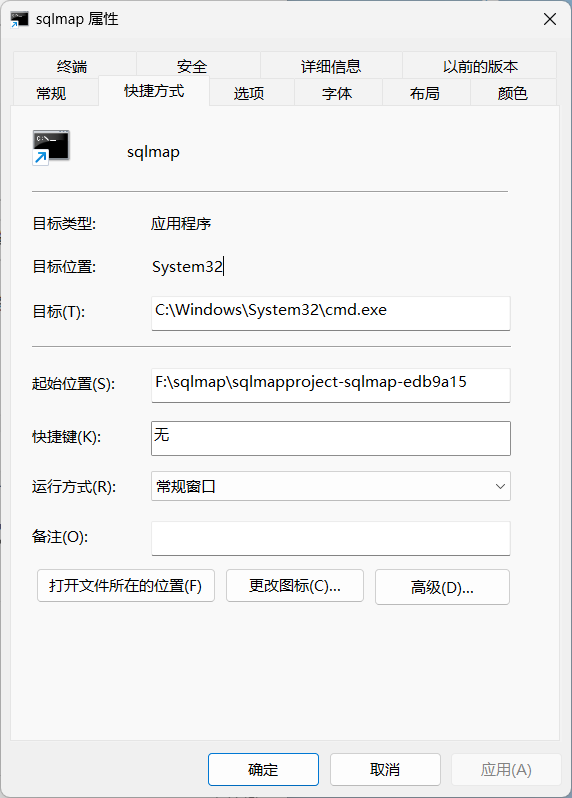 sqlmap 属性
终端 安全 详细信息 以前的版本
常规 快捷方式 选项 字体 布局 颜色
sqlmap
目标类型: 应用程序
目标位置: System32
目标(T): C:\Windows\System32\cmd.exe
起始位置(S): F:\sqlmap\sqlmapproject-sqlmap-edb9a15
快捷键(K): 无
运行方式(R): 常规窗口
备注(O):
打开文件所在的位置(F) 更改图标(C)... 高级(D)...
确定 取消 应用(A)